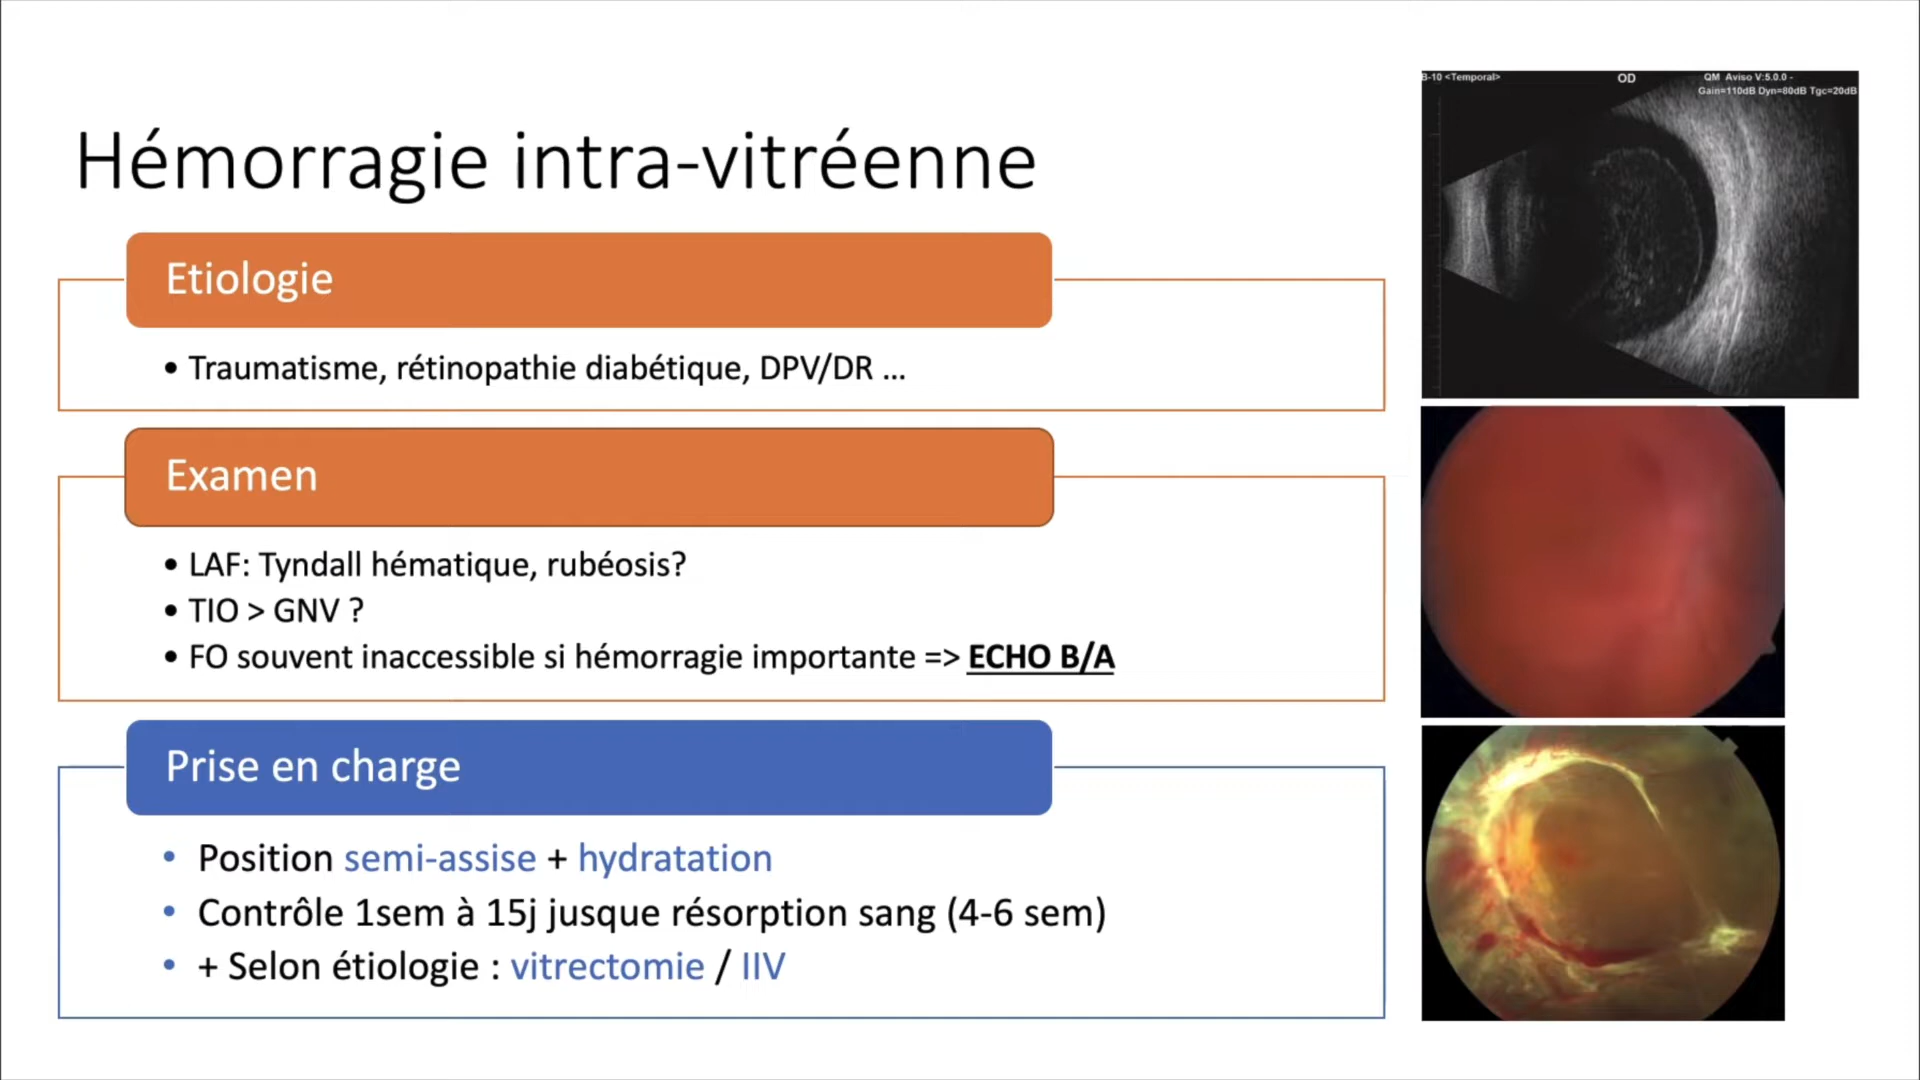 Hémorragie intra-vitréenne
Etiologie
• Traumatisme, rétinopathie diabétique, DPV/DR ...
Examen
• LAF: Tyndall hématique, rubéosis?
• TIO > GNV ?
• FO souvent inaccessible si hémorragie importante => ECHO B/A
Prise en charge
• Position semi-assise + hydratation
• Contrôle 1sem à 15j jusque résorption sang (4-6 sem)
• + Selon étiologie : vitrectomie / IIV
B-10 <Temporal> OD QM Aviso V:5.0.0 -
Gain=110dB Dyn=80dB Tgc=20dB